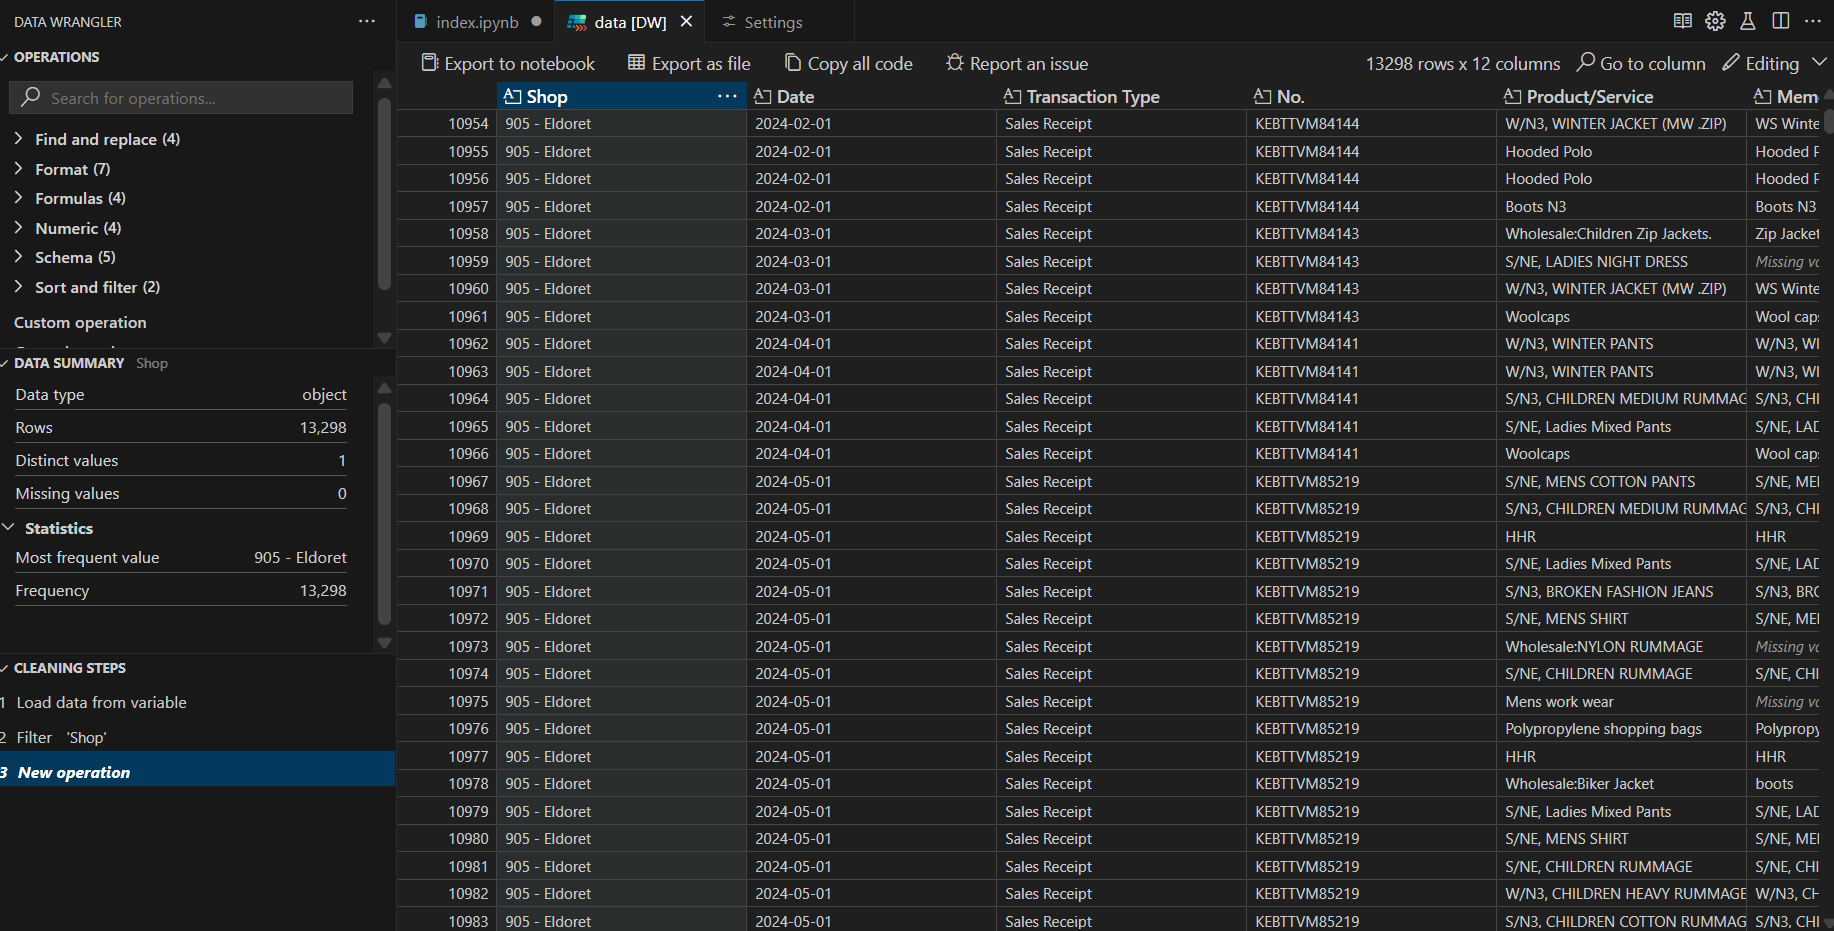 DATA WRANGLER ···
index.ipynb
data [DW]
Settings
OPERATIONS
Export to notebook Export as file Copy all code Report an issue 13298 rows x 12 columns Go to column Editing
Search for operations...
Find and replace (4)
Format (7)
Formulas (4)
Numeric (4)
Schema (5)
Sort and filter (2)
Custom operation
DATA SUMMARY Shop
Data type object
Rows 13,298
Distinct values 1
Missing values 0
Statistics
Most frequent value 905 - Eldoret
Frequency 13,298
CLEANING STEPS
1 Load data from variable
2 Filter 'Shop'
3 New operation
Shop ··· Date Transaction Type No. Product/Service Mem
10954 905 - Eldoret 2024-02-01 Sales Receipt KEBTTVM84144 W/N3, WINTER JACKET (MW .ZIP) WS Winte
10955 905 - Eldoret 2024-02-01 Sales Receipt KEBTTVM84144 Hooded Polo Hooded P
10956 905 - Eldoret 2024-02-01 Sales Receipt KEBTTVM84144 Hooded Polo Hooded P
10957 905 - Eldoret 2024-02-01 Sales Receipt KEBTTVM84144 Boots N3 Boots N3
10958 905 - Eldoret 2024-03-01 Sales Receipt KEBTTVM84143 Wholesale:Children Zip Jackets. Zip Jacket
10959 905 - Eldoret 2024-03-01 Sales Receipt KEBTTVM84143 S/NE, LADIES NIGHT DRESS Missing va
10960 905 - Eldoret 2024-03-01 Sales Receipt KEBTTVM84143 W/N3, WINTER JACKET (MW .ZIP) WS Winte
10961 905 - Eldoret 2024-03-01 Sales Receipt KEBTTVM84143 Woolcaps Wool cap
10962 905 - Eldoret 2024-04-01 Sales Receipt KEBTTVM84141 W/N3, WINTER PANTS W/N3, WI
10963 905 - Eldoret 2024-04-01 Sales Receipt KEBTTVM84141 W/N3, WINTER PANTS W/N3, WI
10964 905 - Eldoret 2024-04-01 Sales Receipt KEBTTVM84141 S/N3, CHILDREN MEDIUM RUMMAG S/N3, CHI
10965 905 - Eldoret 2024-04-01 Sales Receipt KEBTTVM84141 S/NE, Ladies Mixed Pants S/NE, LAD
10966 905 - Eldoret 2024-04-01 Sales Receipt KEBTTVM84141 Woolcaps Wool cap
10967 905 - Eldoret 2024-05-01 Sales Receipt KEBTTVM85219 S/NE, MENS COTTON PANTS S/NE, MEI
10968 905 - Eldoret 2024-05-01 Sales Receipt KEBTTVM85219 S/N3, CHILDREN MEDIUM RUMMAG S/N3, CHI
10969 905 - Eldoret 2024-05-01 Sales Receipt KEBTTVM85219 HHR HHR
10970 905 - Eldoret 2024-05-01 Sales Receipt KEBTTVM85219 S/NE, Ladies Mixed Pants S/NE, LAD
10971 905 - Eldoret 2024-05-01 Sales Receipt KEBTTVM85219 S/N3, BROKEN FASHION JEANS S/N3, BRO
10972 905 - Eldoret 2024-05-01 Sales Receipt KEBTTVM85219 S/NE, MENS SHIRT S/NE, MEI
10973 905 - Eldoret 2024-05-01 Sales Receipt KEBTTVM85219 Wholesale:NYLON RUMMAGE Missing va
10974 905 - Eldoret 2024-05-01 Sales Receipt KEBTTVM85219 S/NE, CHILDREN RUMMAGE S/NE, CHI
10975 905 - Eldoret 2024-05-01 Sales Receipt KEBTTVM85219 Mens work wear Missing va
10976 905 - Eldoret 2024-05-01 Sales Receipt KEBTTVM85219 Polypropylene shopping bags Polypropy
10977 905 - Eldoret 2024-05-01 Sales Receipt KEBTTVM85219 HHR HHR
10978 905 - Eldoret 2024-05-01 Sales Receipt KEBTTVM85219 Wholesale:Biker Jacket boots
10979 905 - Eldoret 2024-05-01 Sales Receipt KEBTTVM85219 S/NE, Ladies Mixed Pants S/NE, LAD
10980 905 - Eldoret 2024-05-01 Sales Receipt KEBTTVM85219 S/NE, MENS SHIRT S/NE, MEI
10981 905 - Eldoret 2024-05-01 Sales Receipt KEBTTVM85219 S/NE, CHILDREN RUMMAGE S/NE, CHI
10982 905 - Eldoret 2024-05-01 Sales Receipt KEBTTVM85219 W/N3, CHILDREN HEAVY RUMMAGE W/N3, CH
10983 905 - Eldoret 2024-05-01 Sales Receipt KEBTTVM85219 S/N3, CHILDREN COTTON RUMMAG S/N3, CHI